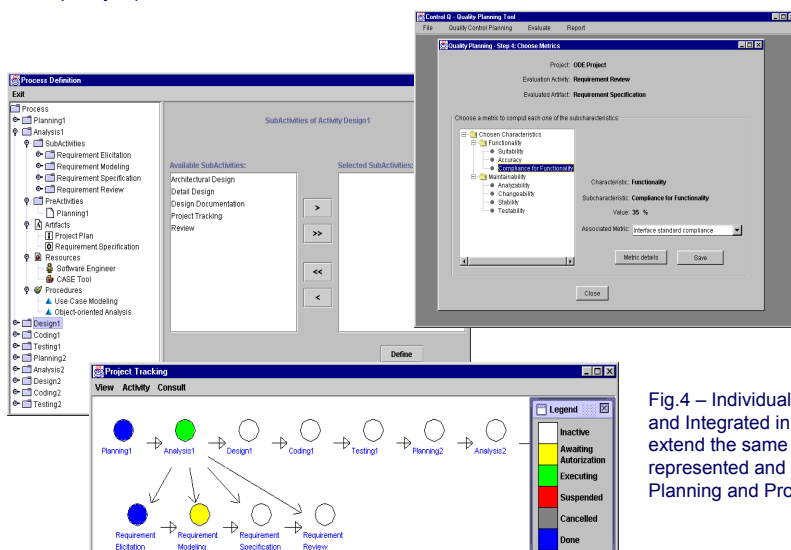 Control Q - Quality Planning Tool
File Quality Control Planning Evaluate Report
Quality Planning - Step 4: Choose Metrics
Project: ODE Project
Evaluation Activity: Requirement Review
Evaluated Artifact: Requirement Specification
Choose a metric to comput each one of the subcharacteristics:
Chosen Characteristics
Functionality
Suitability
Accuracy
Compliance for Functionality
Maintainability
Analyzability
Changeability
Stability
Testability
Characteristic: Functionality
Subcharacteristic: Compliance for Functionality
Value: 35 %
Associated Metric: Interface standard compliance
Metric details Save
Close
Process Definition
Exit
Process
Planning1
Analysis1
SubActivities
Requirement Elicitation
Requirement Modeling
Requirement Specification
Requirement Review
PreActivities
Planning1
Artifacts
Project Plan
Requirement Specification
Resources
Software Engineer
CASE Tool
Procedures
Use Case Modeling
Object-oriented Analysis
Design1
Coding1
Testing1
Planning2
Analysis2
Design2
Coding2
Testing2
SubActivities of Activity Design1
Available SubActivities: Selected SubActivities:
Architectural Design
Detail Design
Design Documentation
Project Tracking
Review
>
>>
<<
<
Define
Project Tracking
View Activity Consult
Planning1 Analysis1 Design1 Coding1 Testing1 Planning2 Analysis2
Requirement Requirement Requirement Requirement
Elicitation Modeling Specification Review
Legend
Inactive
Awaiting
Autorization
Executing
Suspended
Cancelled
Done
Fig.4 – Individual
and Integrated in
extend the same
represented and
Planning and Pro